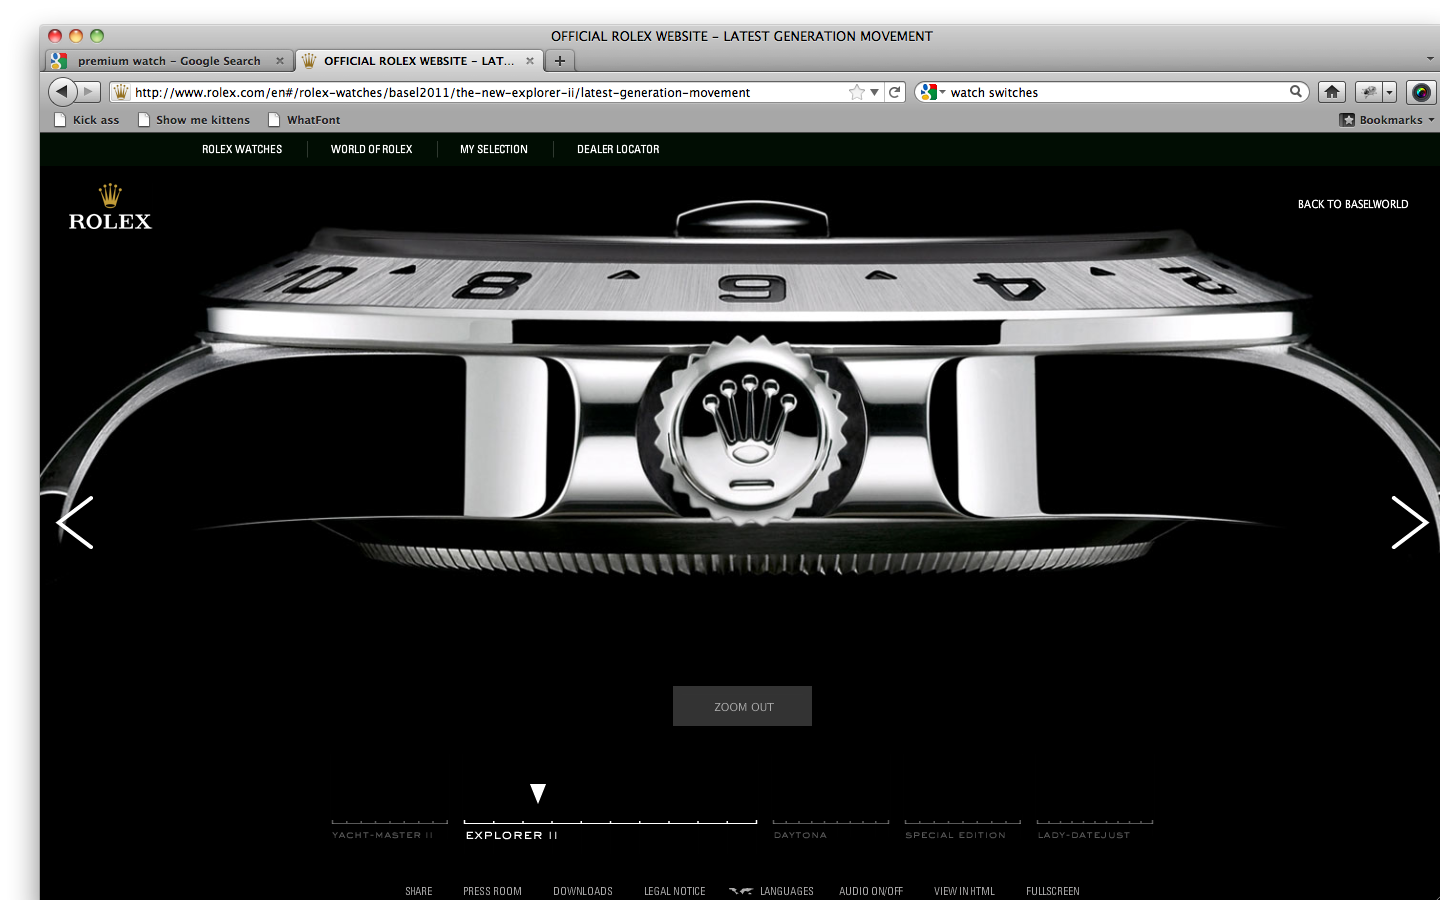 OFFICIAL ROLEX WEBSITE – LATEST GENERATION MOVEMENT
premium watch – Google Search
OFFICIAL ROLEX WEBSITE – LAT...
http://www.rolex.com/en#/rolex-watches/basel2011/the-new-explorer-ii/latest-generation-movement
watch switches
Kick ass
Show me kittens
WhatFont
Bookmarks
ROLEX WATCHES
WORLD OF ROLEX
MY SELECTION
DEALER LOCATOR
ROLEX
BACK TO BASELWORLD
10 8 6 4 2
ZOOM OUT
YACHT-MASTER II
EXPLORER II
DAYTONA
SPECIAL EDITION
LADY-DATEJUST
SHARE
PRESS ROOM
DOWNLOADS
LEGAL NOTICE
LANGUAGES
AUDIO ON/OFF
VIEW IN HTML
FULLSCREEN